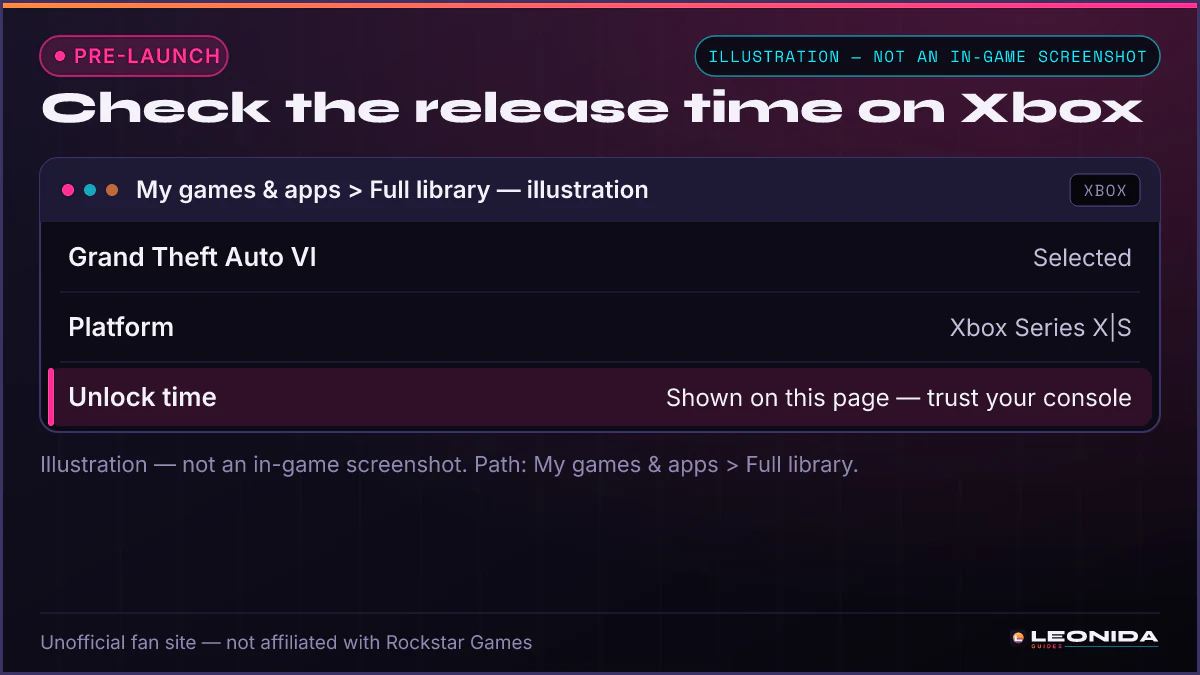 PRE-LAUNCH
ILLUSTRATION — NOT AN IN-GAME SCREENSHOT
Check the release time on Xbox
My games & apps > Full library — illustration
XBOX
Grand Theft Auto VI
Selected
Platform
Xbox Series X|S
Unlock time
Shown on this page — trust your console
Illustration — not an in-game screenshot. Path: My games & apps > Full library.
Unofficial fan site — not affiliated with Rockstar Games
LEONIDA
GUIDES